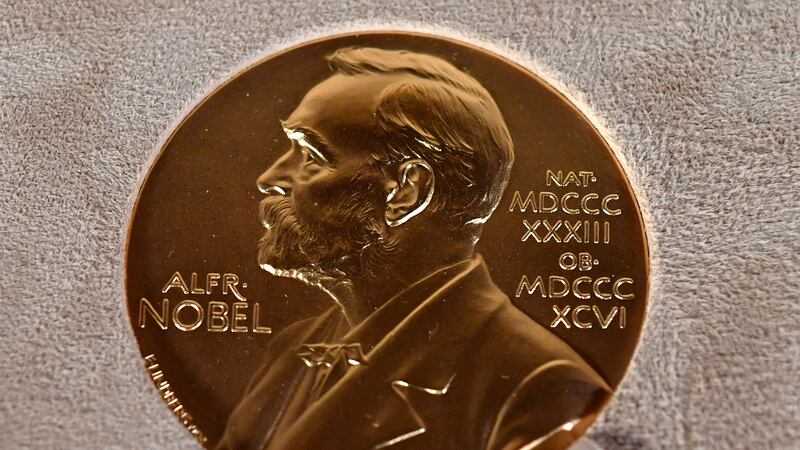 ALFR·
NOBEL
NAT·
MDCCC
XXXIII
OB·
MDCCC
XCVI